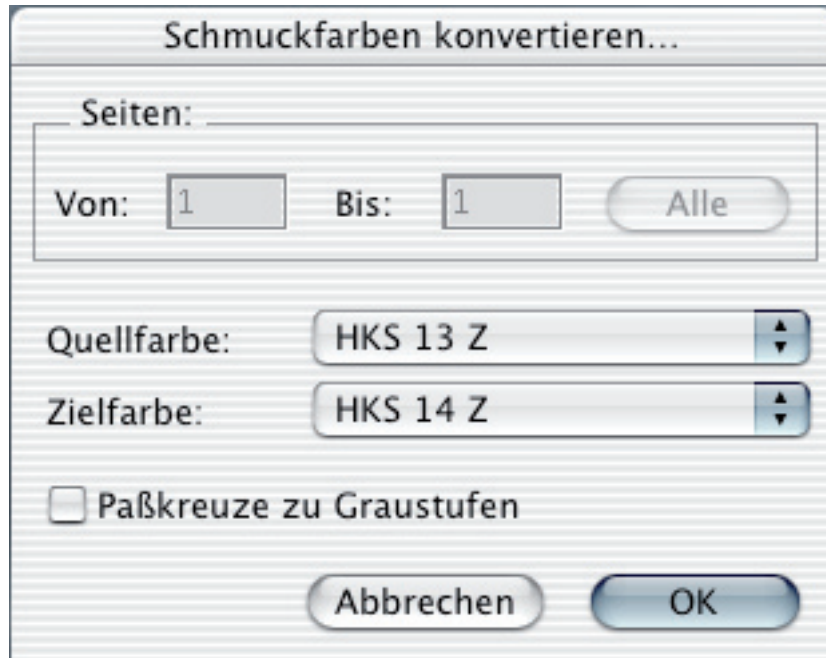 Schmuckfarben konvertieren...
Seiten:
Von: 1 Bis: 1 Alle
Quellfarbe: HKS 13 Z
Zielfarbe: HKS 14 Z
Paßkreuze zu Graustufen
Abbrechen OK